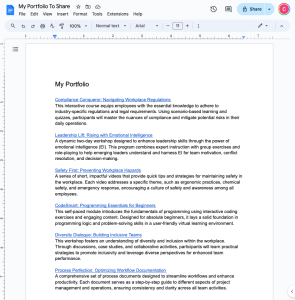 My Portfolio To Share
File Edit View Insert Format Tools Extensions Help
Share
C
100%
Normal text
Arial
My Portfolio
Compliance Conqueror: Navigating Workplace Regulations
This interactive course equips employees with the essential knowledge to adhere to
industry-specific regulations and legal requirements. Using scenario-based learning and
quizzes, participants will master the nuances of compliance and mitigate potential risks in their
daily operations.
Leadership Lift: Rising with Emotional Intelligence
A dynamic two-day workshop designed to enhance leadership skills through the power of
emotional intelligence (EI). This program combines expert instruction with group exercises and
role-playing to help emerging leaders understand and harness EI for team motivation, conflict
resolution, and decision-making.
Safety First: Preventing Workplace Hazards
A series of short, impactful videos that provide quick tips and strategies for maintaining safety in
the workplace. Each video addresses a specific theme, such as ergonomic practices, chemical
safety, and emergency response, encouraging a culture of safety and awareness among all
employees.
CodeSmart: Programming Essentials for Beginners
This self-paced module introduces the fundamentals of programming using interactive coding
exercises and engaging content. Designed for absolute beginners, it lays a solid foundation in
programming logic and problem-solving skills in a user-friendly virtual learning environment.
Diversity Dialogue: Building Inclusive Teams
This workshop fosters an understanding of diversity and inclusion within the workplace.
Through discussions, case studies, and collaborative activities, participants will learn practical
strategies to promote inclusivity and leverage diverse perspectives for enhanced team
performance.
Process Perfection: Optimizing Workflow Documentation
A comprehensive set of process documents designed to streamline workflows and enhance
productivity. Each document serves as a step-by-step guide to different aspects of project
management and operations, ensuring consistency and clarity across all team activities.